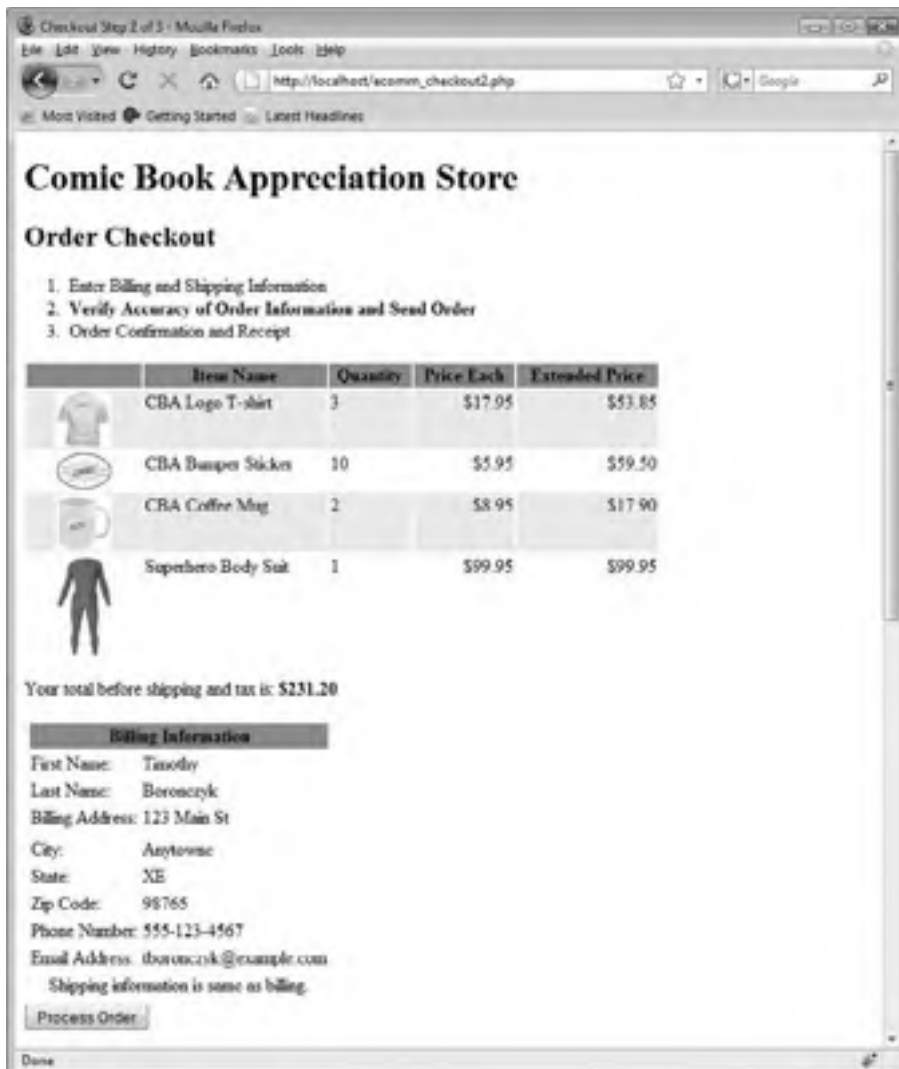 Checkout Step 2 of 3 - Mozilla Firefox
File Edit View History Bookmarks Tools Help
http://localhost/ecomm_checkout2.php Google
Most Visited Getting Started Latest Headlines
Comic Book Appreciation Store
Order Checkout
1. Enter Billing and Shipping Information
2. Verify Accuracy of Order Information and Send Order
3. Order Confirmation and Receipt
Item Name Quantity Price Each Extended Price
CBA Logo T-shirt 3 $17.95 $53.85
CBA Bumper Sticker 10 $5.95 $59.50
CBA Coffee Mug 2 $8.95 $17.90
Superhero Body Suit 1 $99.95 $99.95
Your total before shipping and tax is: $231.20
Billing Information
First Name: Timothy
Last Name: Boronczyk
Billing Address: 123 Main St
City: Anytowne
State: XE
Zip Code: 98765
Phone Number: 555-123-4567
Email Address: tboronczyk@example.com
Shipping information is same as billing.
Process Order
Done